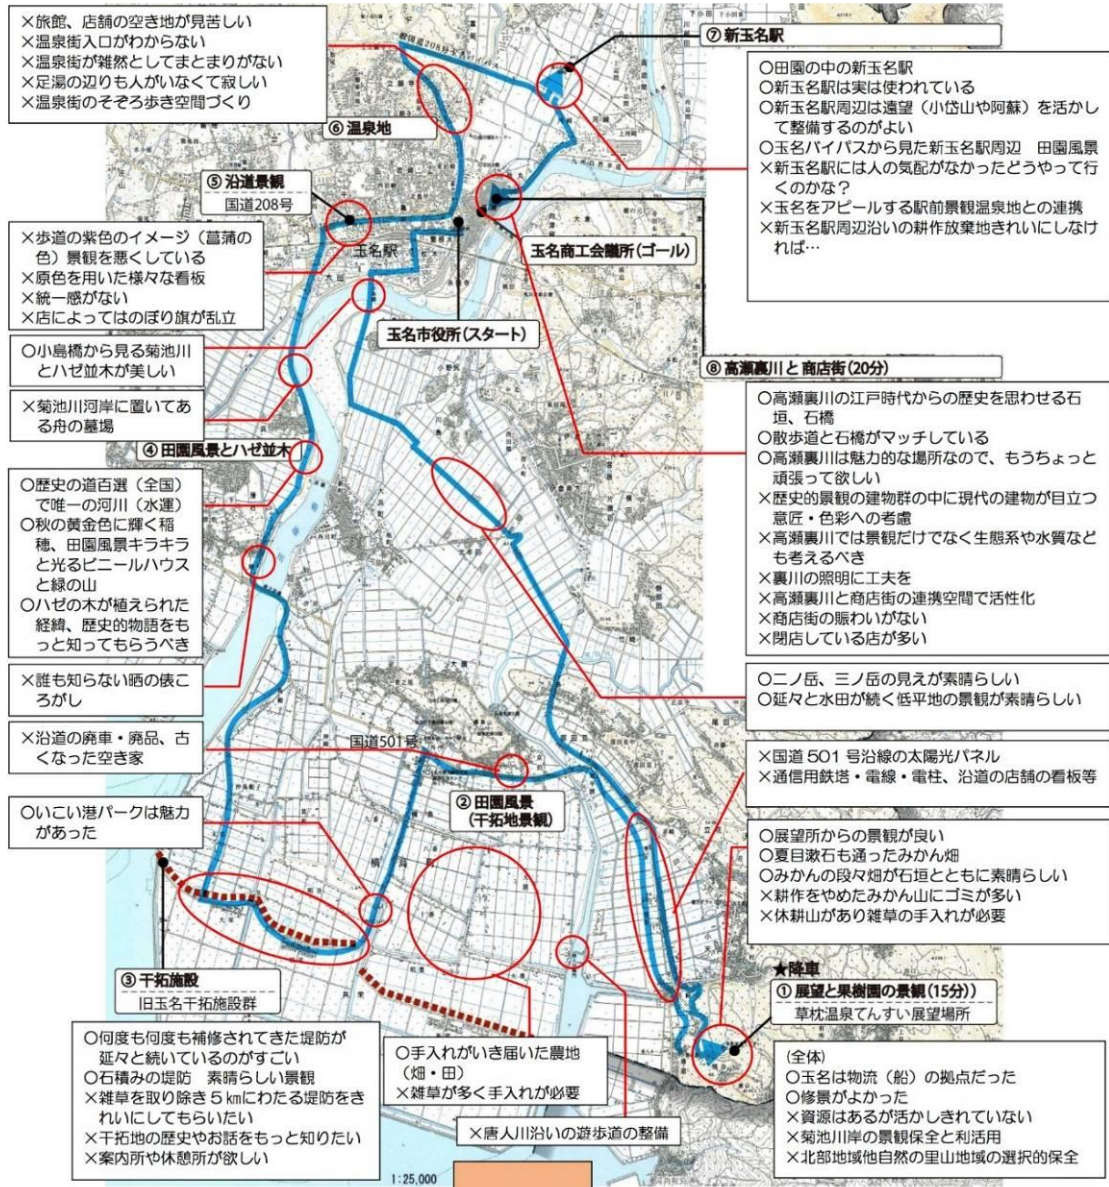 ×旅館、店舗の空き地が見苦しい
×温泉街入口がわからない
×温泉街が雑然としてまとまりがない
×足湯の辺りも人がいなくて寂しい
×温泉街のそぞろ歩き空間づくり
⑥ 温泉地
⑦ 新玉名駅
○田園の中の新玉名駅
○新玉名駅は実は使われている
○新玉名駅周辺は遠望（小岱山や阿蘇）を活か
して整備するのがよい
○玉名バイパスから見た新玉名駅周辺　田園風景
×新玉名駅には人の気配がなかったどうやって行
くのかな？
×玉名をアピールする駅前景観温泉地との連携
×新玉名駅周辺沿いの耕作放棄地きれいにしなけ
れば…
⑤ 沿道景観
国道208号
玉名駅
×歩道の紫色のイメージ（菖蒲の
色）景観を悪くしている
×原色を用いた様々な看板
×統一感がない
×店によってはのぼり旗が乱立
玉名商工会議所（ゴール）
玉名市役所（スタート）
○小島橋から見る菊池川
とハゼ並木が美しい
×菊池川河岸に置いてあ
る舟の墓場
④ 田園風景とハゼ並木
○歴史の道百選（全国）
で唯一の河川（水運）
○秋の黄金色に輝く稲
穂、田園風景キラキラ
と光るビニールハウス
と緑の山
○ハゼの木が植えられた
経緯、歴史的物語をも
っと知ってもらうべき
×誰も知らない晒の俵こ
ろがし
⑧ 高瀬裏川と商店街（20分）
○高瀬裏川の江戸時代からの歴史を思わせる石
垣、石橋
○散歩道と石橋がマッチしている
○高瀬裏川は魅力的な場所なので、もうちょっと
頑張って欲しい
×歴史的景観の建物群の中に現代の建物が目立つ
意匠・色彩への考慮
×高瀬裏川では景観だけでなく生態系や水質など
も考えるべき
×裏川の照明に工夫を
×高瀬裏川と商店街の連携空間で活性化
×商店街の賑わいがない
×閉店している店が多い
○二ノ岳、三ノ岳の見えが素晴らしい
○延々と水田が続く低平地の景観が素晴らしい
×沿道の廃車・廃品、古
くなった空き家
国道501号
② 田園風景
（干拓地景観）
×国道 501 号沿線の太陽光パネル
×通信用鉄塔・電線・電柱、沿道の店舗の看板等
○いこい港パークは魅力
があった
○展望所からの景観が良い
○夏目漱石も通ったみかん畑
○みかんの段々畑が石垣とともに素晴らしい
×耕作をやめたみかん山にゴミが多い
×休耕山があり雑草の手入れが必要
③ 干拓施設
旧玉名干拓施設群
★降車
① 展望と果樹園の景観（15分））
草枕温泉てんすい展望場所
○何度も何度も補修されてきた堤防が
延々と続いているのがすごい
○石積みの堤防　素晴らしい景観
×雑草を取り除き５㎞にわたる堤防をき
れいにしてもらいたい
×干拓地の歴史やお話をもっと知りたい
×案内所や休憩所が欲しい
○手入れがいき届いた農地
（畑・田）
×雑草が多く手入れが必要
×唐人川沿いの遊歩道の整備
（全体）
○玉名は物流（船）の拠点だった
○修景がよかった
×資源はあるが活かしきれていない
×菊池川岸の景観保全と利活用
×北部地域他自然の里山地域の選択的保全
1:25,000